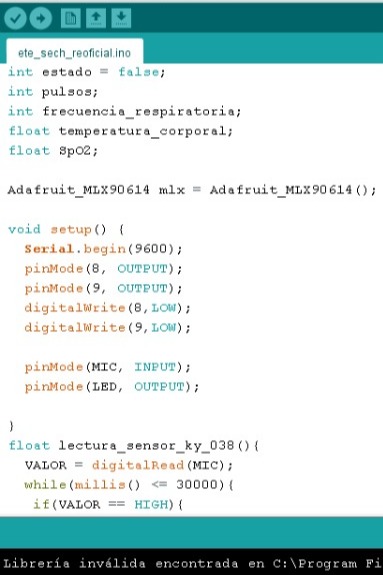 ete_sech_reoficial.ino
int estado = false;
int pulsos;
int frecuencia_respiratoria;
float temperatura_corporal;
float SpO2;
Adafruit_MLX90614 mlx = Adafruit_MLX90614();
void setup() {
Serial.begin(9600);
pinMode(8, OUTPUT);
pinMode(9, OUTPUT);
digitalWrite(8,LOW);
digitalWrite(9,LOW);
pinMode(MIC, INPUT);
pinMode(LED, OUTPUT);
}
float lectura_sensor_ky_038(){
VALOR = digitalRead(MIC);
while(millis() <= 30000){
if(VALOR == HIGH){
Librería inválida encontrada en C:\Program Fi